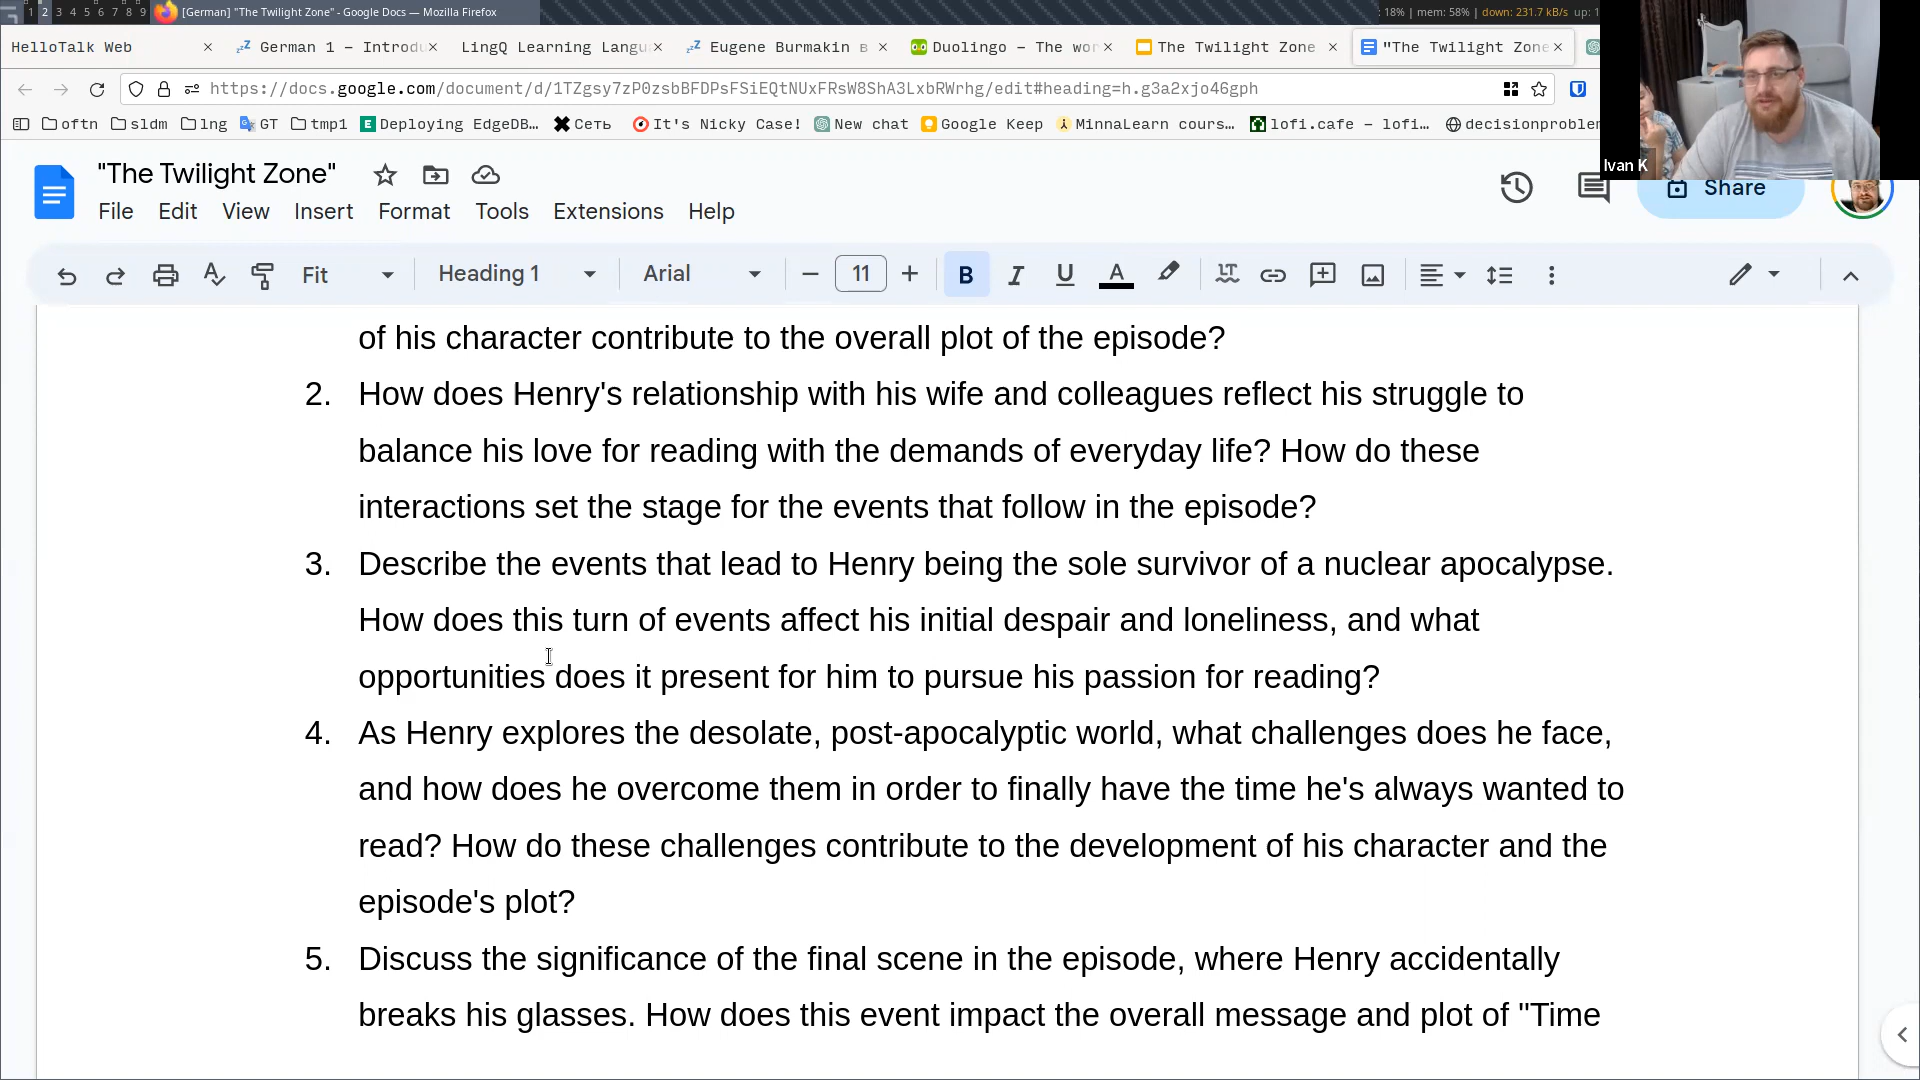 1 2 3 4 5 6 7 8 9 [German] "The Twilight Zone" - Google Docs — Mozilla Firefox
: 18% | mem: 58% | down: 231.7 kB/s up: 1
HelloTalk Web × German 1 – Introdu × LingQ Learning Langu × Eugene Burmakin в × Duolingo – The wor × The Twilight Zone × "The Twilight Zone ×
https://docs.google.com/document/d/1TZgsy7zP0zsbBFDPsFSiEQtNUxFRsW8ShA3LxbRWrhg/edit#heading=h.g3a2xjo46gph
oftn sldm lng GT tmp1 Deploying EdgeDB… Сеть It's Nicky Case! New chat Google Keep MinnaLearn cours… lofi.cafe – lofi… decisionproblem
Ivan K
"The Twilight Zone"
File Edit View Insert Format Tools Extensions Help
Share
Fit Heading 1 Arial 11 B I U A
of his character contribute to the overall plot of the episode?
2. How does Henry's relationship with his wife and colleagues reflect his struggle to
balance his love for reading with the demands of everyday life? How do these
interactions set the stage for the events that follow in the episode?
3. Describe the events that lead to Henry being the sole survivor of a nuclear apocalypse.
How does this turn of events affect his initial despair and loneliness, and what
opportunities does it present for him to pursue his passion for reading?
4. As Henry explores the desolate, post-apocalyptic world, what challenges does he face,
and how does he overcome them in order to finally have the time he's always wanted to
read? How do these challenges contribute to the development of his character and the
episode's plot?
5. Discuss the significance of the final scene in the episode, where Henry accidentally
breaks his glasses. How does this event impact the overall message and plot of "Time